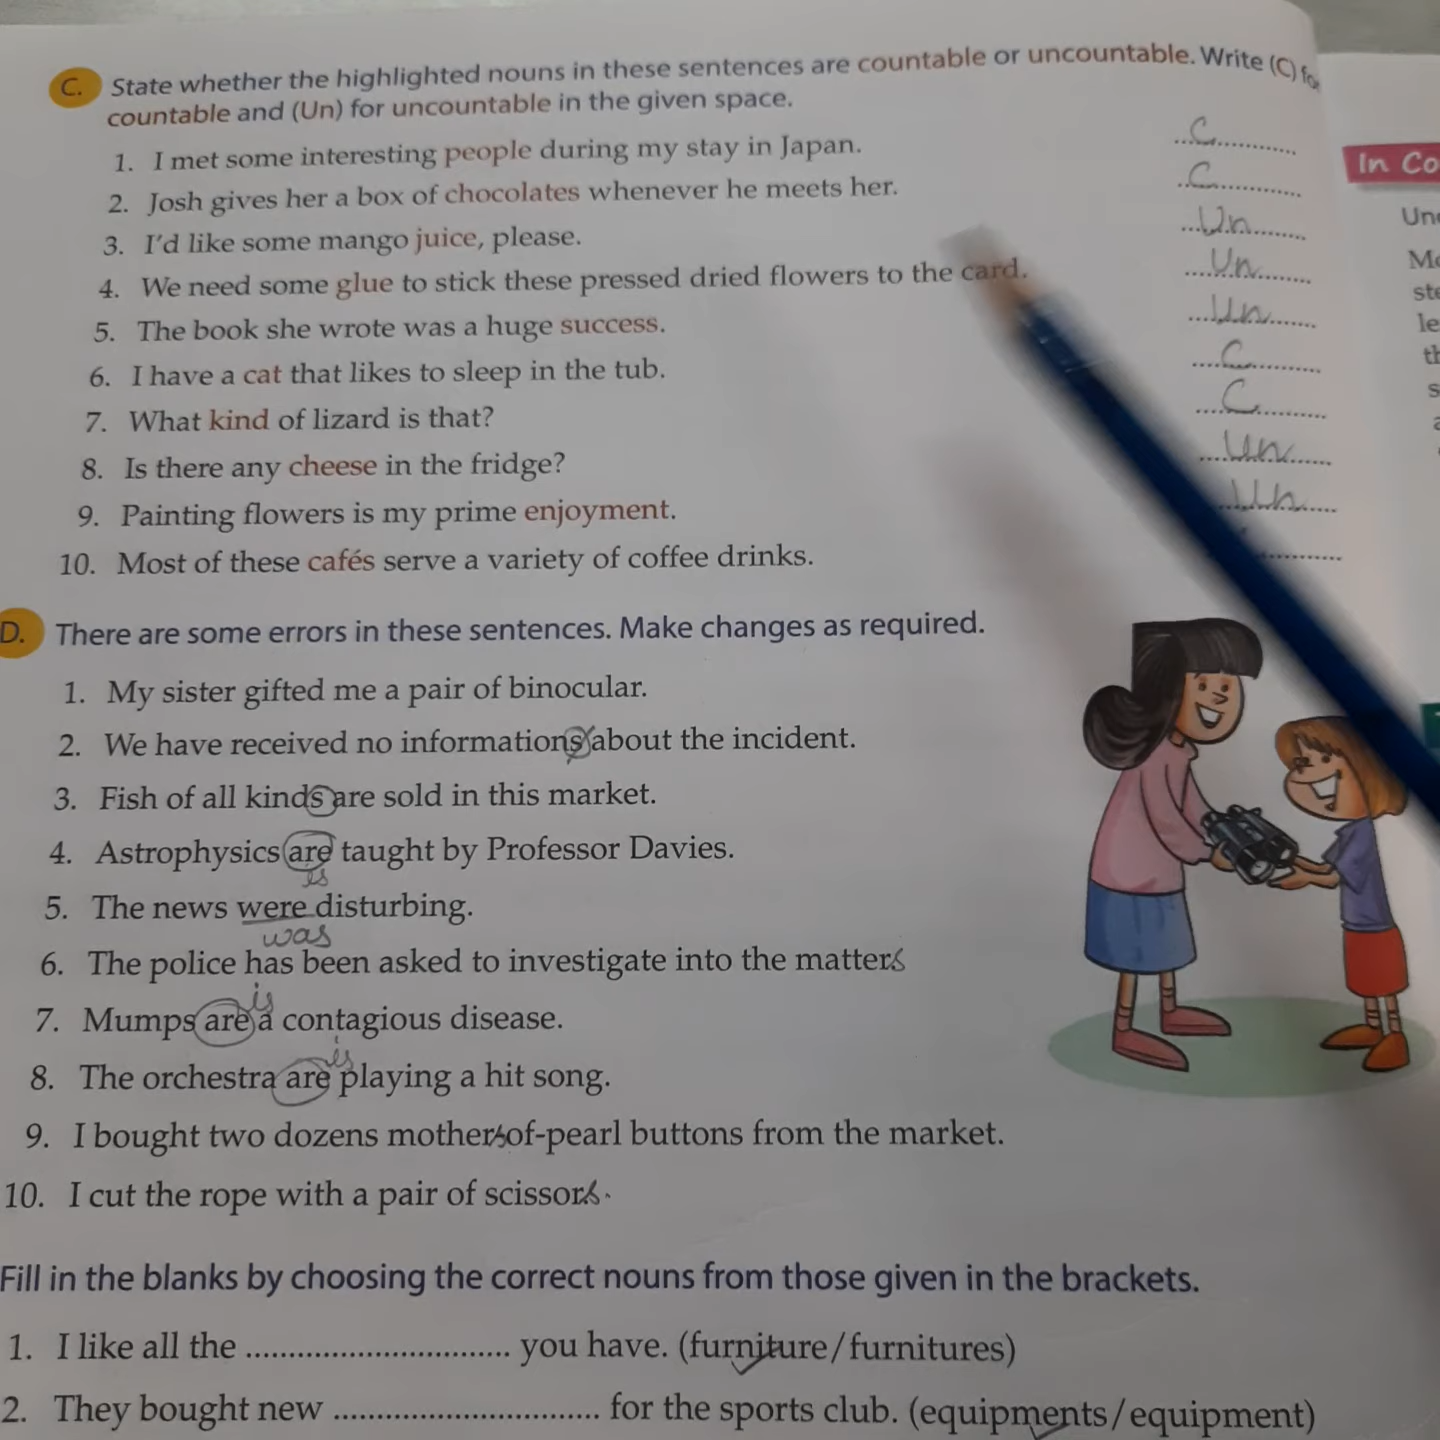 C. State whether the highlighted nouns in these sentences are countable or uncountable. Write (C) for
countable and (Un) for uncountable in the given space.
1. I met some interesting people during my stay in Japan. C
2. Josh gives her a box of chocolates whenever he meets her. C
3. I'd like some mango juice, please. Un
4. We need some glue to stick these pressed dried flowers to the card. Un
5. The book she wrote was a huge success. Un
6. I have a cat that likes to sleep in the tub. C
7. What kind of lizard is that? C
8. Is there any cheese in the fridge? Un
9. Painting flowers is my prime enjoyment. Un
10. Most of these cafés serve a variety of coffee drinks.
D. There are some errors in these sentences. Make changes as required.
1. My sister gifted me a pair of binocular.
2. We have received no informations about the incident.
3. Fish of all kinds are sold in this market.
4. Astrophysics are taught by Professor Davies.
is
5. The news were disturbing.
was
6. The police has been asked to investigate into the matters
is
7. Mumps are a contagious disease.
is
8. The orchestra are playing a hit song.
9. I bought two dozens mother of-pearl buttons from the market.
10. I cut the rope with a pair of scissors.
Fill in the blanks by choosing the correct nouns from those given in the brackets.
1. I like all the .............................. you have. (furniture/furnitures)
2. They bought new .............................. for the sports club. (equipments/equipment)
In Co